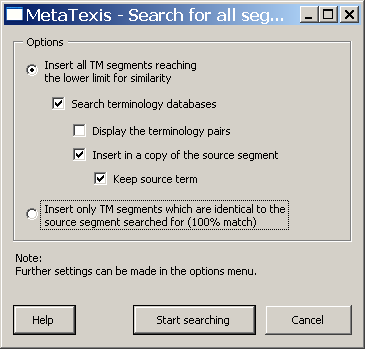 MetaTexis - Search for all seg...
Options
Insert all TM segments reaching
the lower limit for similarity
Search terminology databases
Display the terminology pairs
Insert in a copy of the source segment
Keep source term
Insert only TM segments which are identical to the
source segment searched for (100% match)
Note:
Further settings can be made in the options menu.
Help
Start searching
Cancel